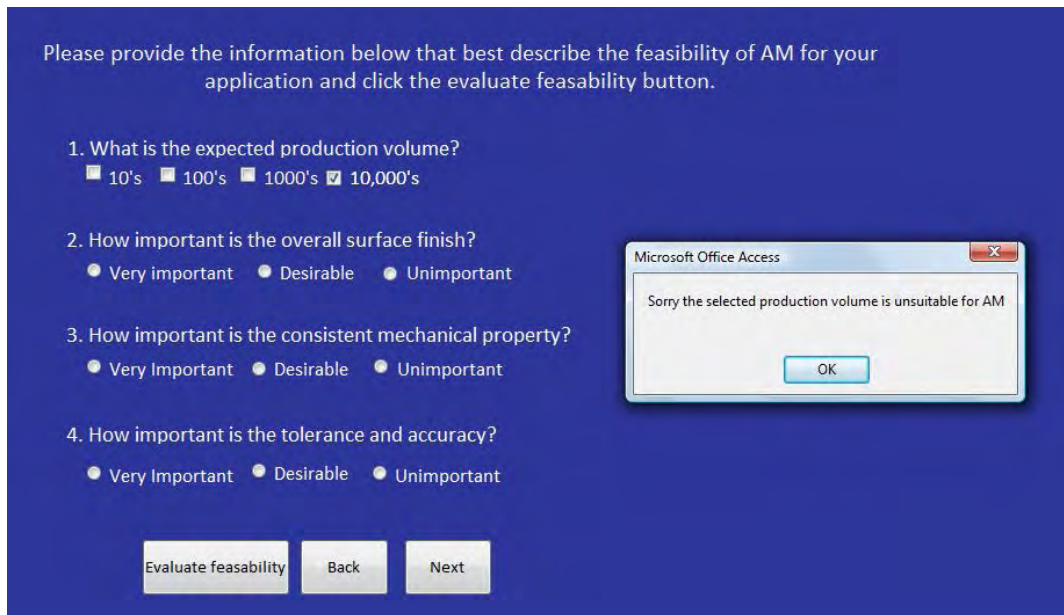 Please provide the information below that best describe the feasibility of AM for your
application and click the evaluate feasability button.
1. What is the expected production volume?
10's 100's 1000's 10,000's
2. How important is the overall surface finish?
Very important Desirable Unimportant
3. How important is the consistent mechanical property?
Very Important Desirable Unimportant
4. How important is the tolerance and accuracy?
Very Important Desirable Unimportant
Evaluate feasability Back Next
Microsoft Office Access
Sorry the selected production volume is unsuitable for AM
OK